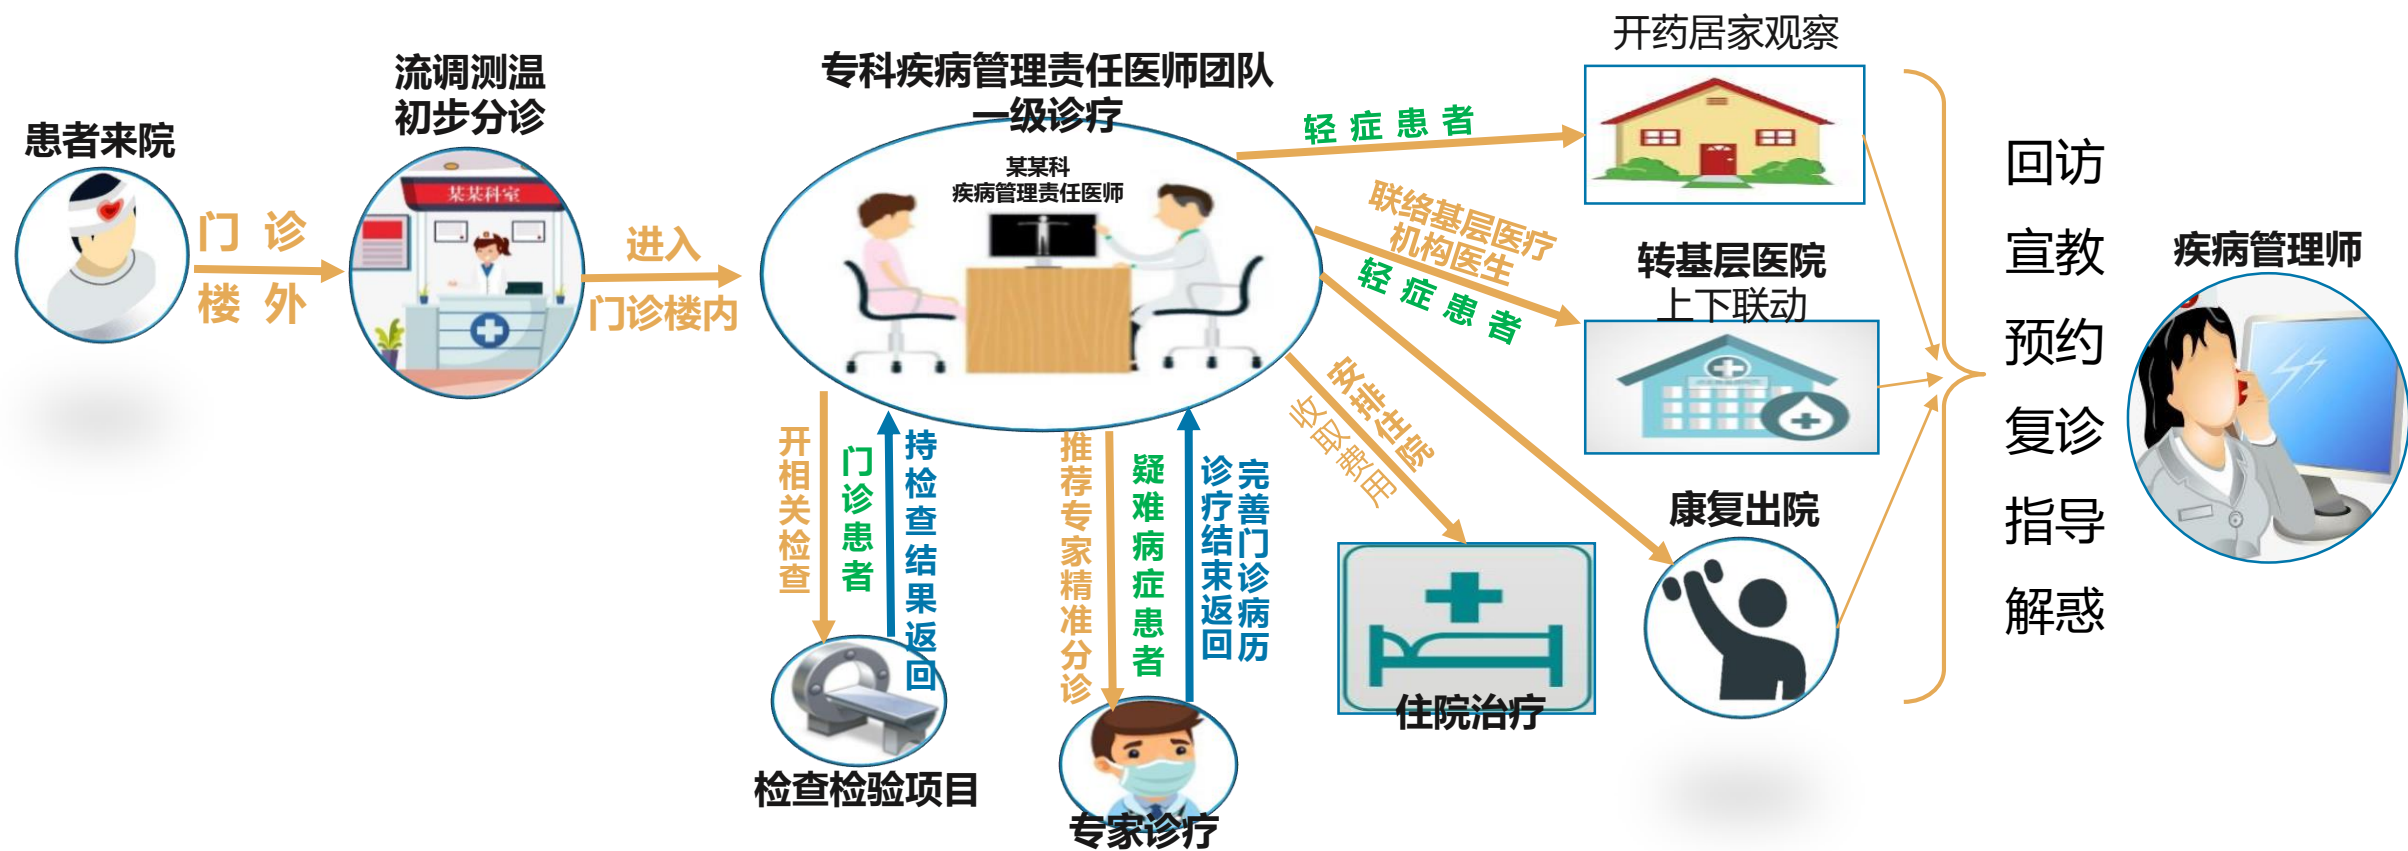 患者来院
门诊
楼外
流调测温
初步分诊
某某科室
进入
门诊楼内
专科疾病管理责任医师团队
一级诊疗
某某科
疾病管理责任医师
开相关检查
门诊患者
持检查结果返回
检查检验项目
推荐专家精准分诊
疑难病症患者
诊疗结束返回
完善门诊病历
专家诊疗
轻症患者
开药居家观察
联络基层医疗
机构医生
轻症患者
转基层医院
上下联动
安排住院
收取费用
住院治疗
康复出院
回访
宣教
预约
复诊
指导
解惑
疾病管理师